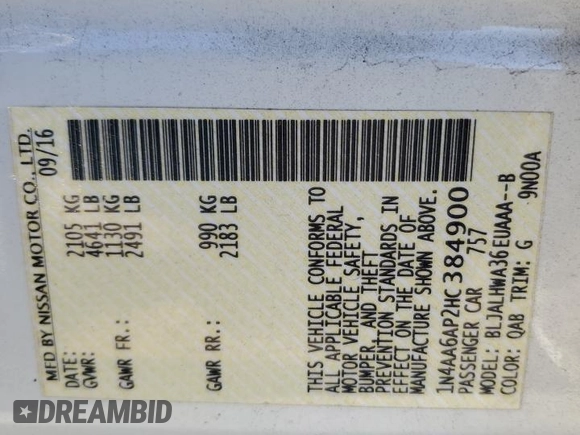 MFD BY NISSAN MOTOR CO., LTD.
DATE: 09/16
GVWR: 2105 KG
4641 LB
GAWR FR.: 1130 KG
2491 LB
GAWR RR.: 990 KG
2183 LB
THIS VEHICLE CONFORMS TO
ALL APPLICABLE FEDERAL
MOTOR VEHICLE SAFETY,
BUMPER, AND THEFT
PREVENTION STANDARDS IN
EFFECT ON THE DATE OF
MANUFACTURE SHOWN ABOVE.
1N4AA6AP2HC384900
PASSENGER CAR 757
MODEL: BLJALHWA36EUAAA--B
COLOR: QAB TRIM: G 9N00A
DREAMBID